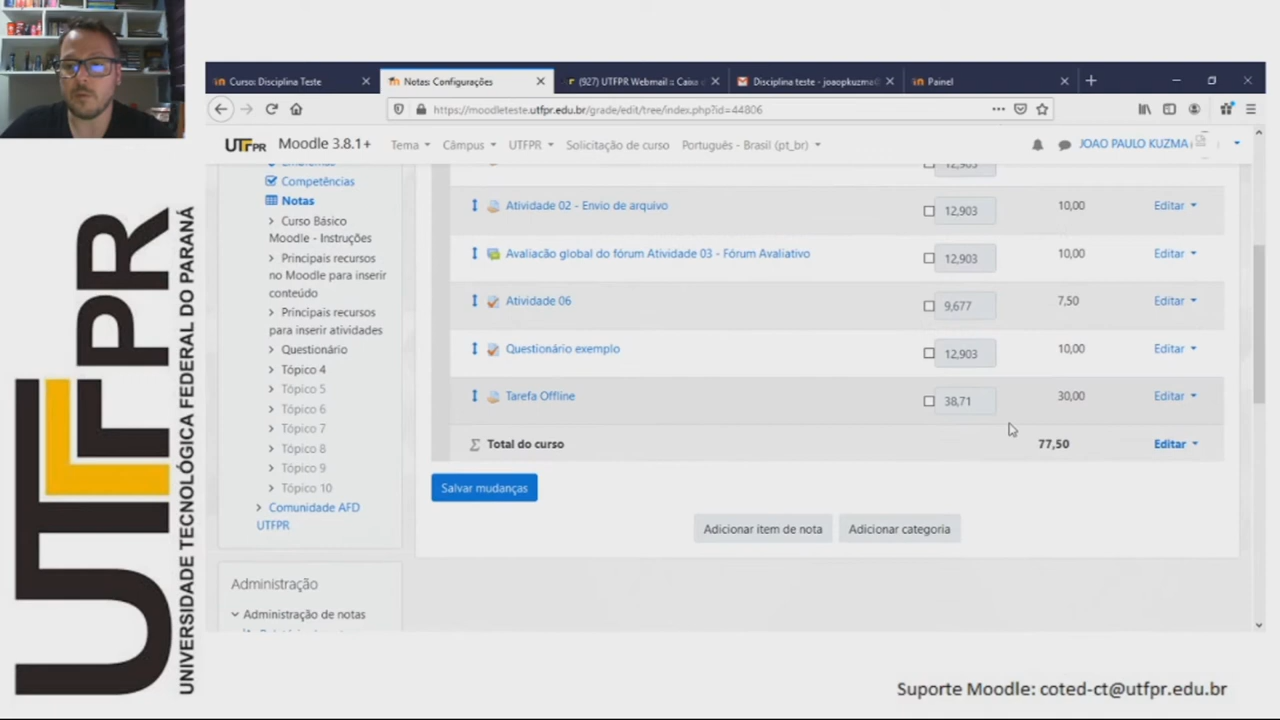 Curso: Disciplina Teste
Notas: Configurações
(927) UTFPR Webmail :: Caixa
Disciplina teste - joaopkuzma
Painel
https://moodleteste.utfpr.edu.br/grade/edit/tree/index.php?id=44806
UTFPR
Moodle 3.8.1+
Tema
Câmpus
UTFPR
Solicitação de curso
Português - Brasil (pt_br)
JOAO PAULO KUZMA
Competências
Notas
Curso Básico
Moodle - Instruções
Principais recursos
no Moodle para inserir
conteúdo
Principais recursos
para inserir atividades
Questionário
Tópico 4
Tópico 5
Tópico 6
Tópico 7
Tópico 8
Tópico 9
Tópico 10
Comunidade AFD
UTFPR
Administração
Administração de notas
12,903
Atividade 02 - Envio de arquivo 12,903 10,00 Editar
Avaliacão global do fórum Atividade 03 - Fórum Avaliativo 12,903 10,00 Editar
Atividade 06 9,677 7,50 Editar
Questionário exemplo 12,903 10,00 Editar
Tarefa Offline 38,71 30,00 Editar
Σ Total do curso 77,50 Editar
Salvar mudanças
Adicionar item de nota
Adicionar categoria
UTFPR
UNIVERSIDADE TECNOLÓGICA FEDERAL DO PARANÁ
Suporte Moodle: coted-ct@utfpr.edu.br